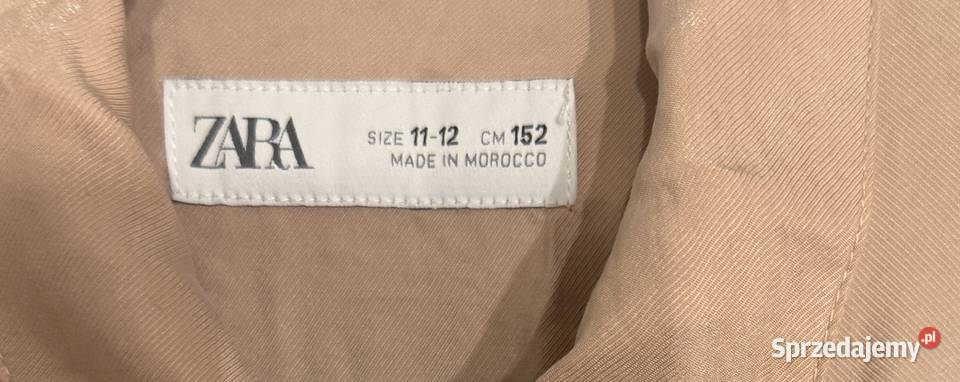 ZARA
SIZE 11-12 CM 152
MADE IN MOROCCO
Sprzedajemy.pl